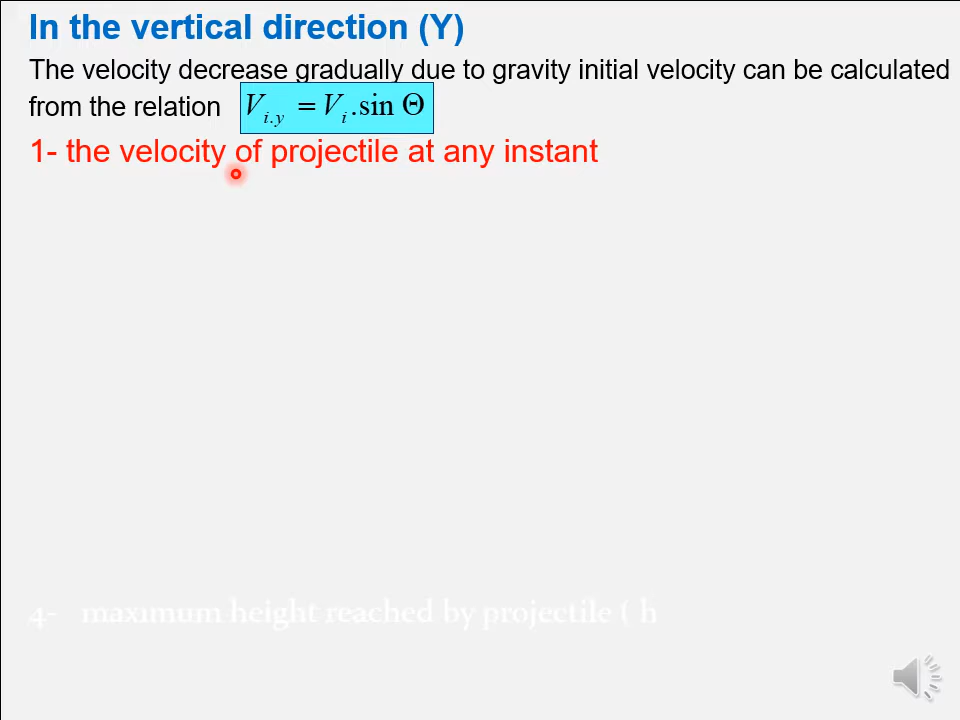 In the vertical direction (Y)
The velocity decrease gradually due to gravity initial velocity can be calculated
from the relation V_{i.y} = V_i . sin Θ
1- the velocity of projectile at any instant
4- maximum height reached by projectile ( h